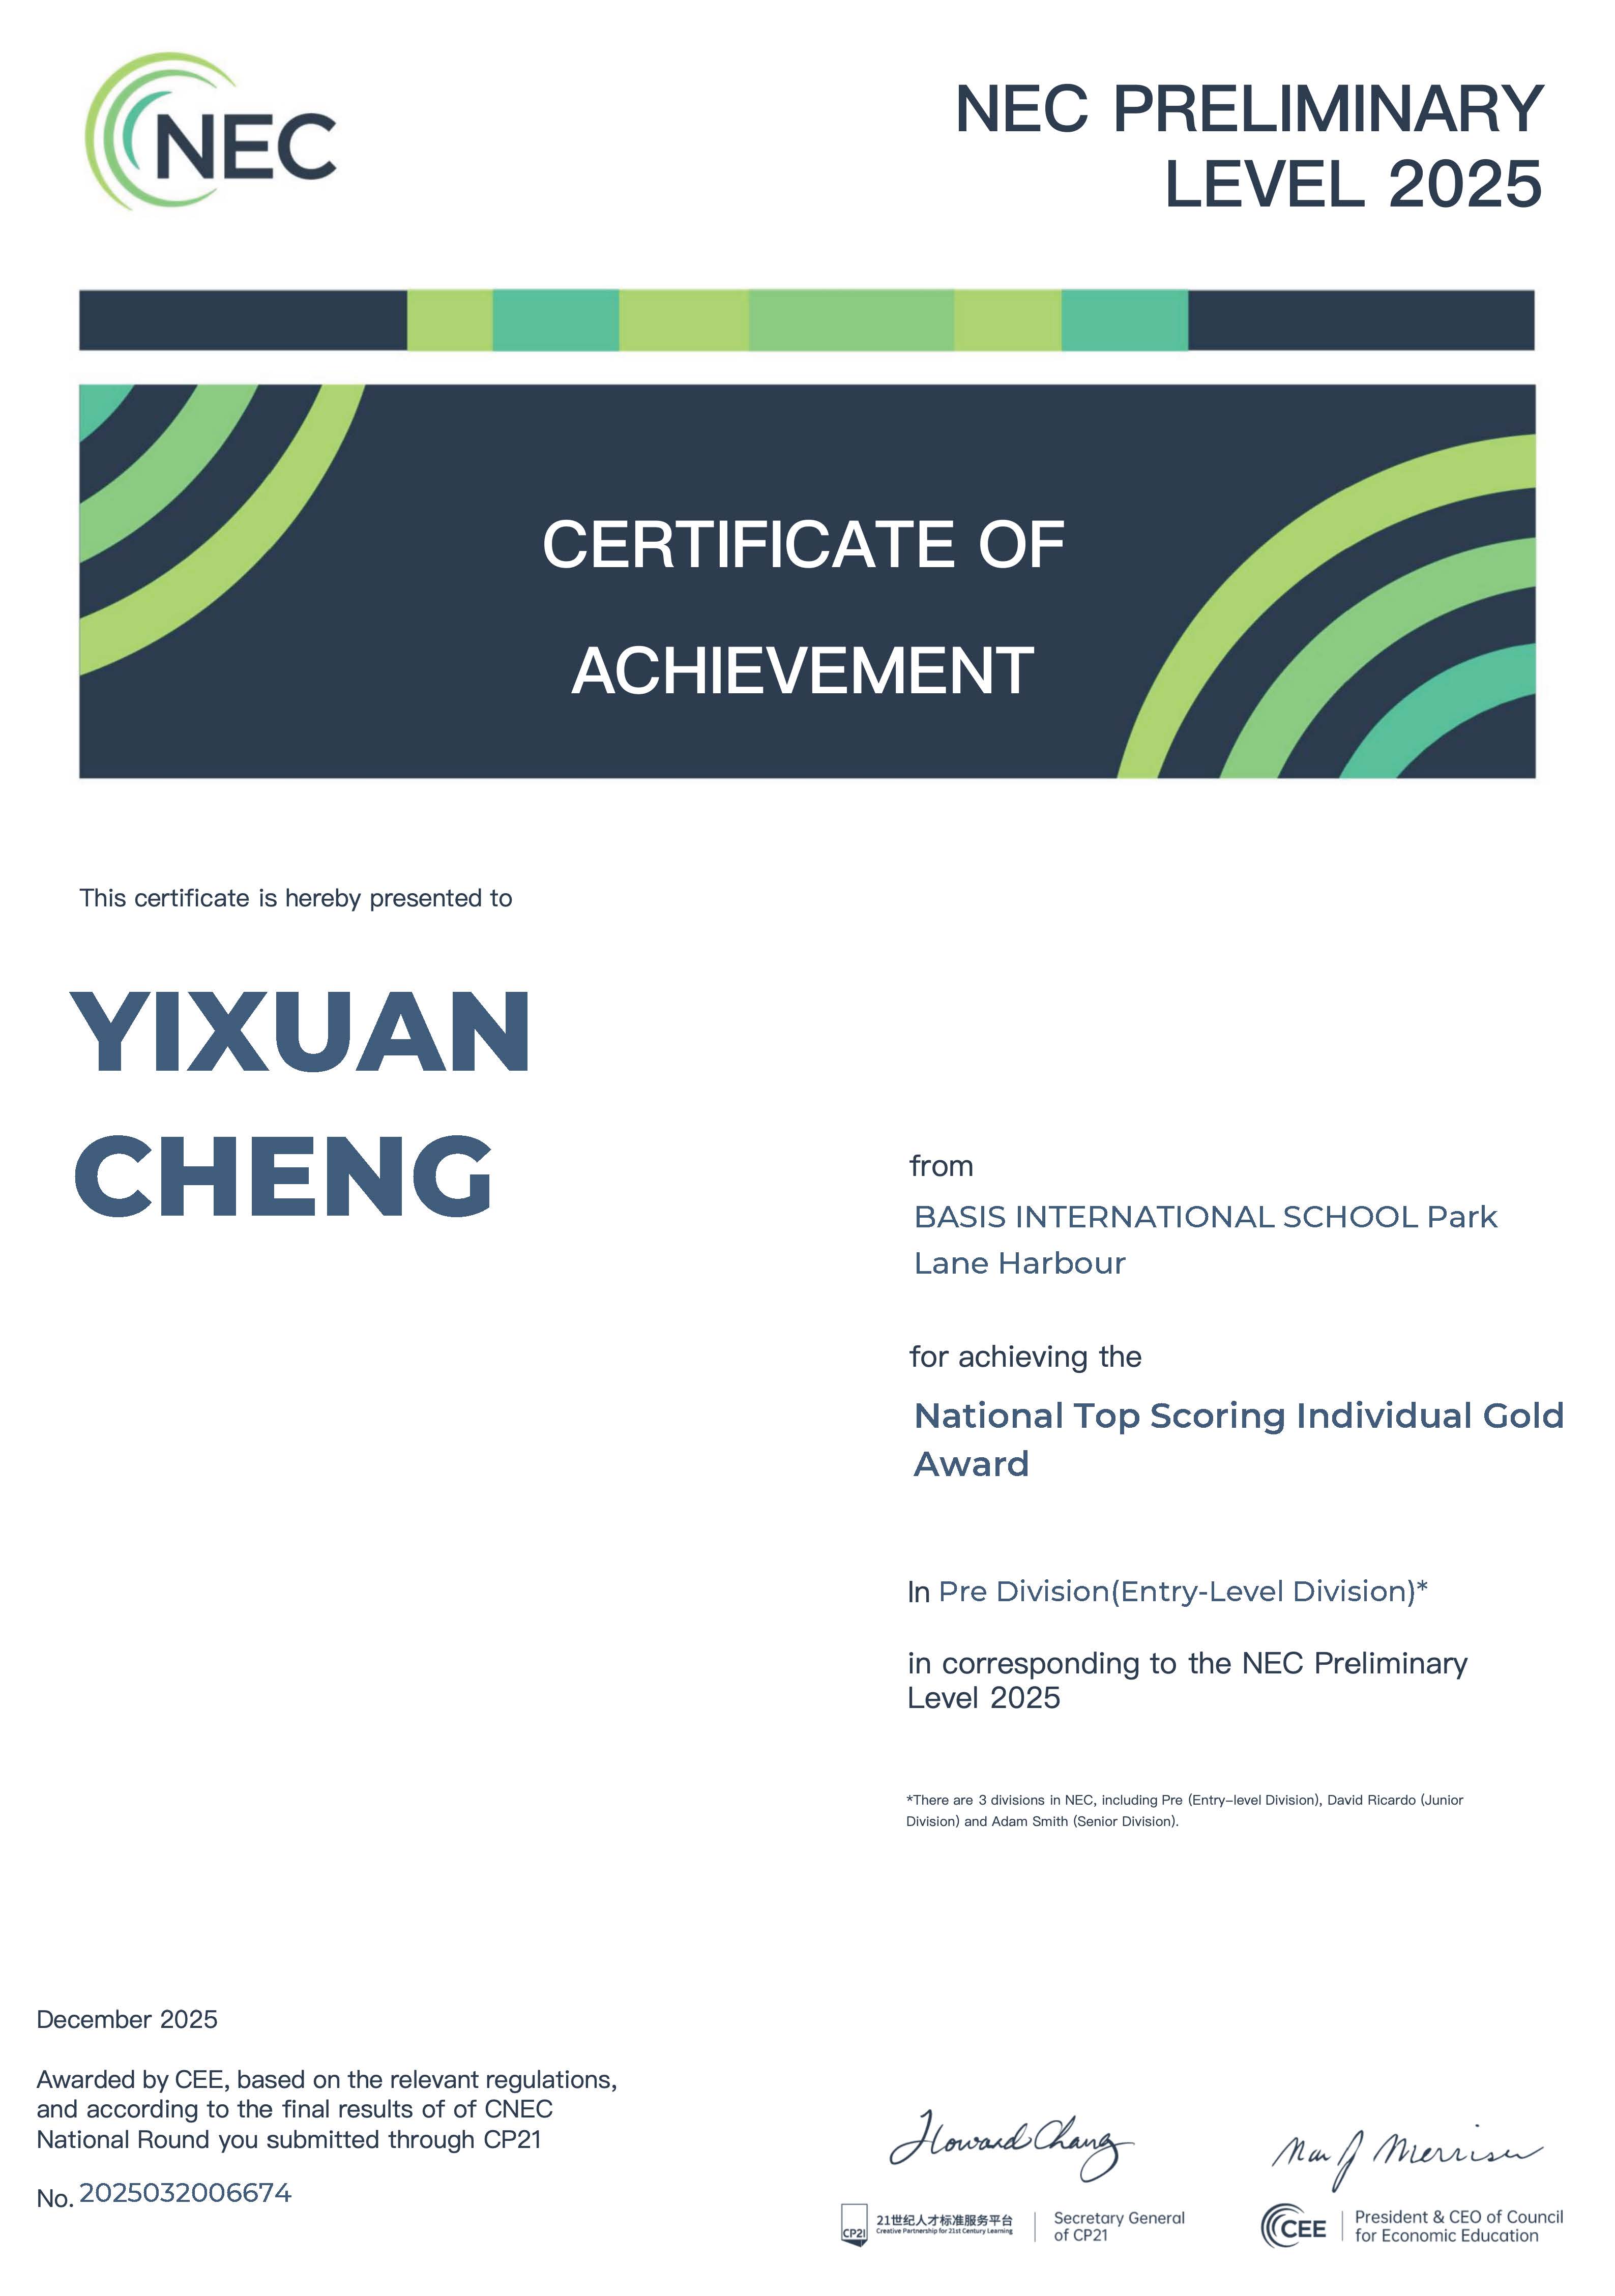 NEC
NEC PRELIMINARY
LEVEL 2025
CERTIFICATE OF
ACHIEVEMENT
This certificate is hereby presented to
YIXUAN
CHENG
from
BASIS INTERNATIONAL SCHOOL Park
Lane Harbour
for achieving the
National Top Scoring Individual Gold
Award
In Pre Division(Entry-Level Division)*
in corresponding to the NEC Preliminary
Level 2025
*There are 3 divisions in NEC, including Pre (Entry-level Division), David Ricardo (Junior
Division) and Adam Smith (Senior Division).
December 2025
Awarded by CEE, based on the relevant regulations,
and according to the final results of of CNEC
National Round you submitted through CP21
No. 2025032006674
Howard Chang
CP21
21世纪人才标准服务平台
Creative Partnership for 21st Century Learning
Secretary General
of CP21
CEE
President & CEO of Council
for Economic Education